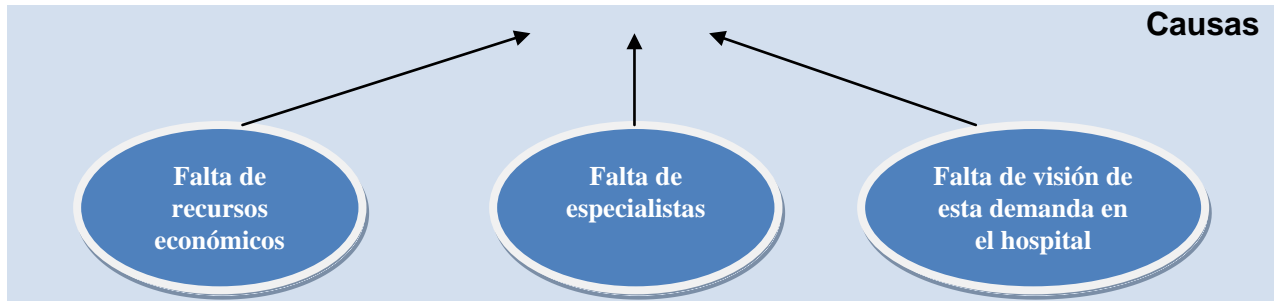 Causas
Falta de
recursos
económicos
Falta de
especialistas
Falta de visión de
esta demanda en
el hospital